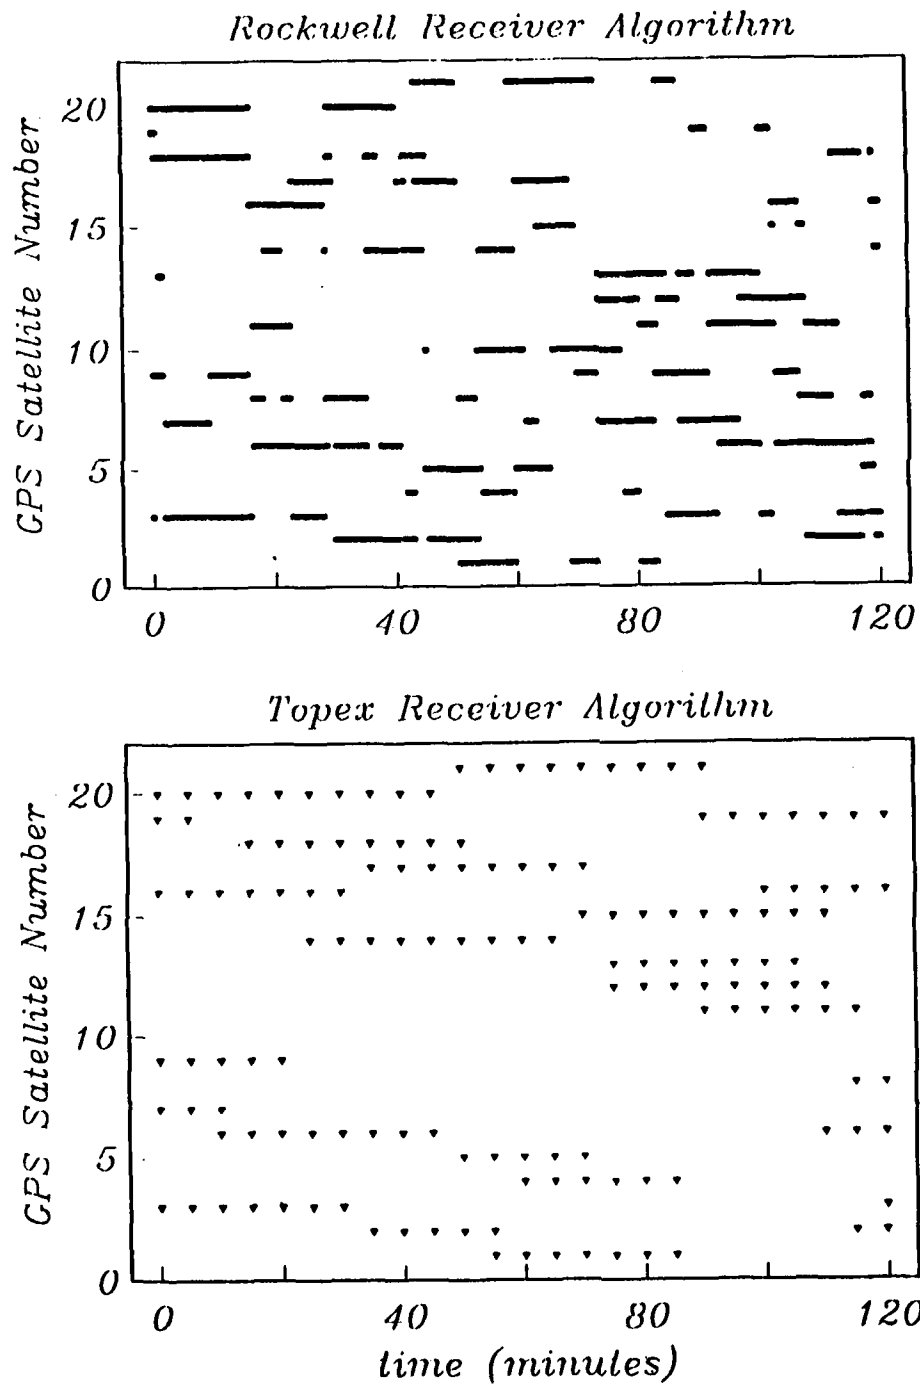 Rockwell Receiver Algorithm
GPS Satellite Number
20
15
10
5
0
0 40 80 120
Topex Receiver Algorithm
GPS Satellite Number
20
15
10
5
0
0 40 80 120
time (minutes)